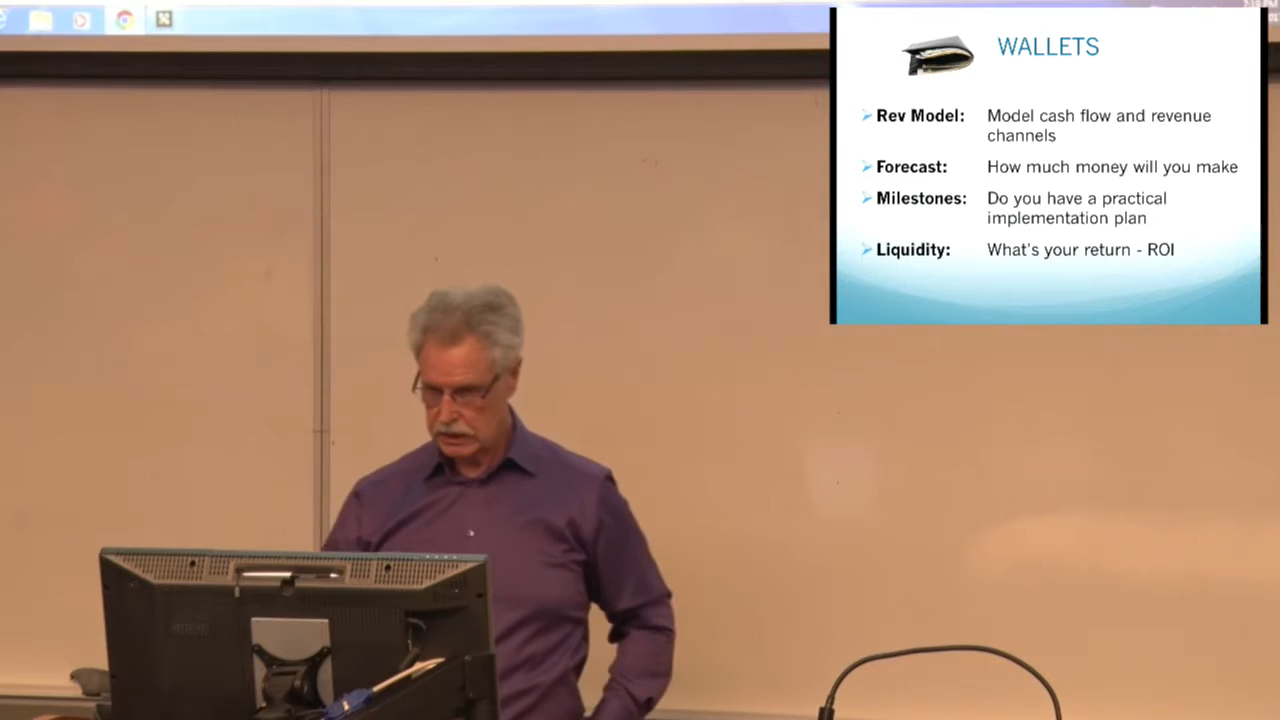 WALLETS
Rev Model: Model cash flow and revenue
channels
Forecast: How much money will you make
Milestones: Do you have a practical
implementation plan
Liquidity: What's your return - ROI